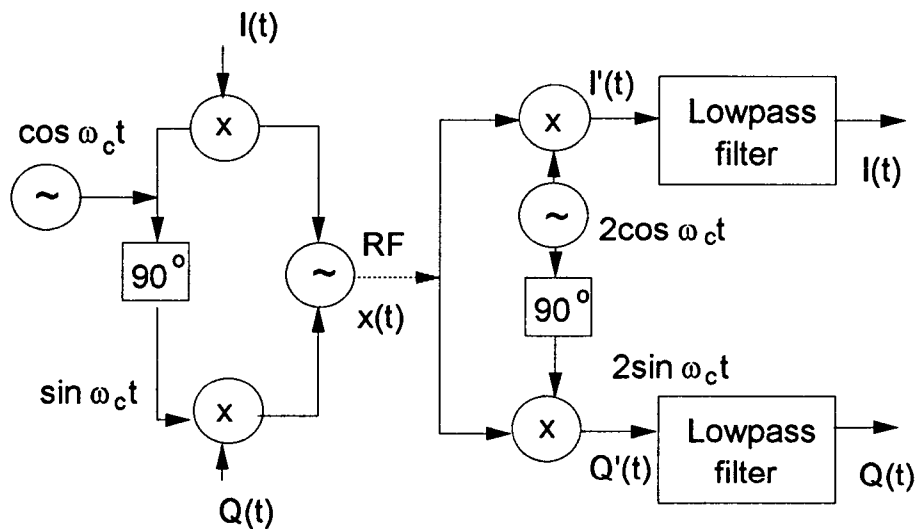 I(t)
cos ω_c t
x
~
90°
sin ω_c t
x
Q(t)
~
RF
x(t)
x
I'(t)
Lowpass
filter
I(t)
~
2cos ω_c t
90°
2sin ω_c t
x
Q'(t)
Lowpass
filter
Q(t)